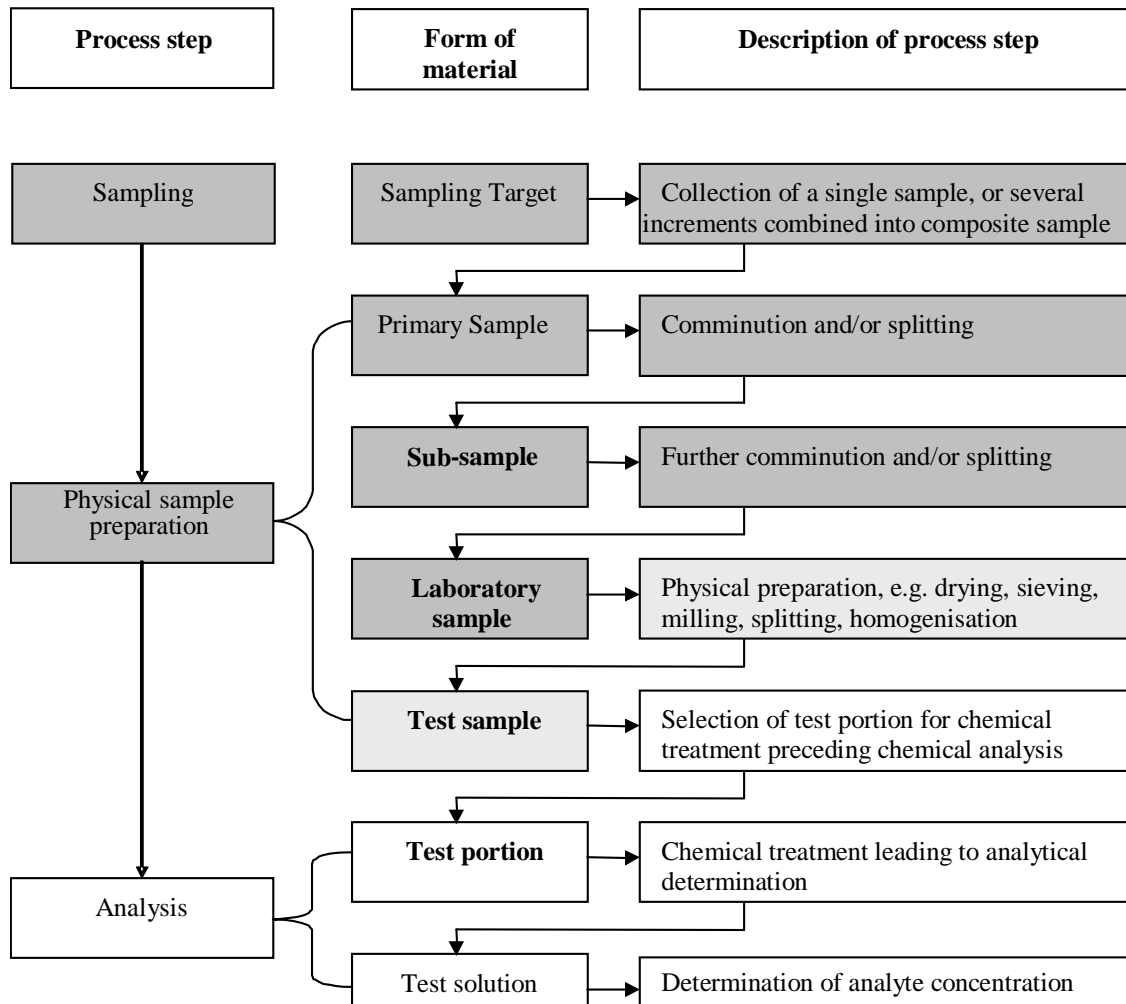 Process step
Form of
material
Description of process step
Sampling
Sampling Target
Collection of a single sample, or several
increments combined into composite sample
Primary Sample
Comminution and/or splitting
Sub-sample
Further comminution and/or splitting
Physical sample
preparation
Laboratory
sample
Physical preparation, e.g. drying, sieving,
milling, splitting, homogenisation
Test sample
Selection of test portion for chemical
treatment preceding chemical analysis
Test portion
Chemical treatment leading to analytical
determination
Analysis
Test solution
Determination of analyte concentration